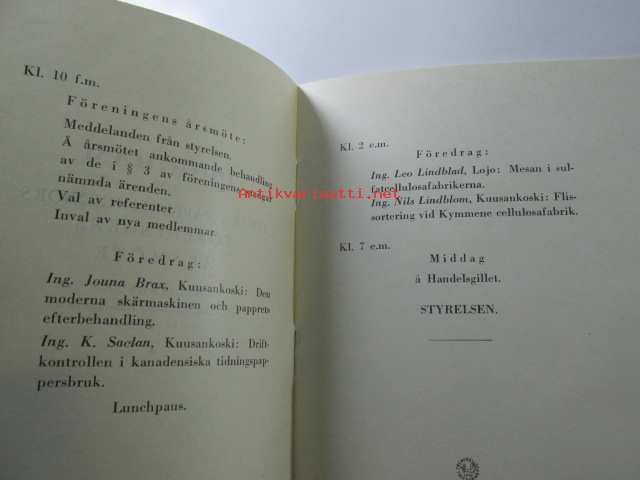 Kl. 10 f.m.
Föreningens årsmöte:
Meddelanden från styrelsen.
Å årsmötet ankommande behandling
av de i § 3 av föreningens stadgar
nämnda ärenden.
Val av referenter.
Inval av nya medlemmar.
Föredrag:
Ing. Jouna Brax, Kuusankoski: Den
moderna skärmaskinen och papprets
efterbehandling.
Ing. K. Saelan, Kuusankoski: Drift-
kontrollen i kanadensiska tidningspap-
persbruk.
Lunchpaus.
Kl. 2 e.m.
Föredrag:
Ing. Leo Lindblad, Lojo: Mesan i sul-
fatcellulosafabrikerna.
Ing. Nils Lindblom, Kuusankoski: Flis-
sortering vid Kymmene cellulosafabrik.
Kl. 7 e.m.
Middag
å Handelsgillet.
STYRELSEN.
Antikvariaatti.net